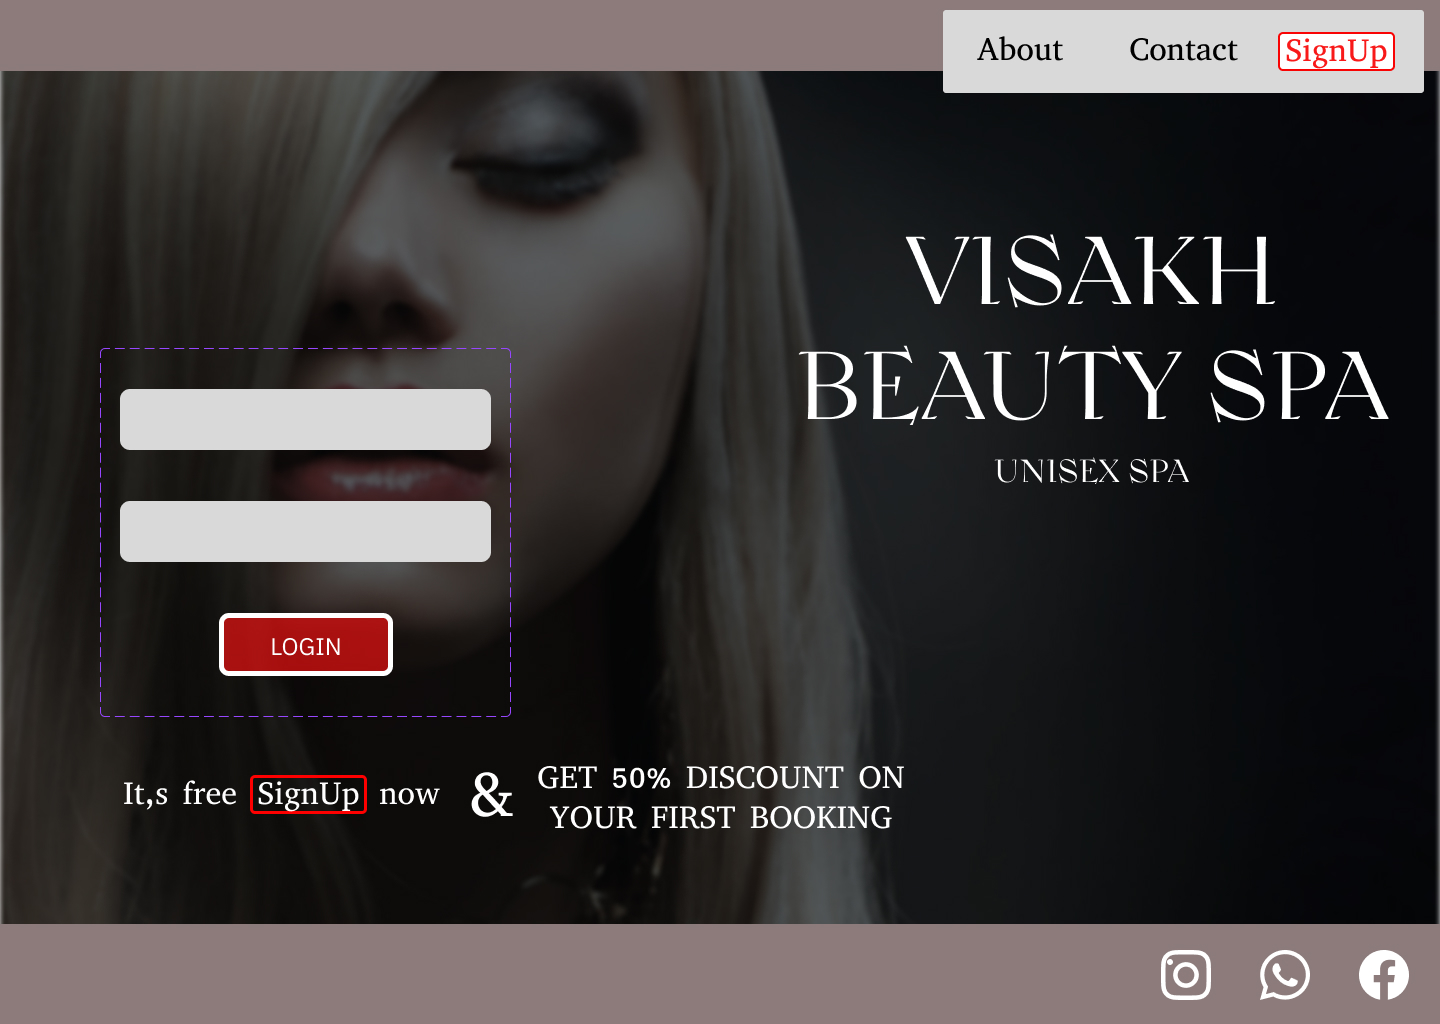 About Contact SignUp
VISAKH
BEAUTY SPA
UNISEX SPA
LOGIN
It,s free SignUp now & GET 50% DISCOUNT ON
YOUR FIRST BOOKING